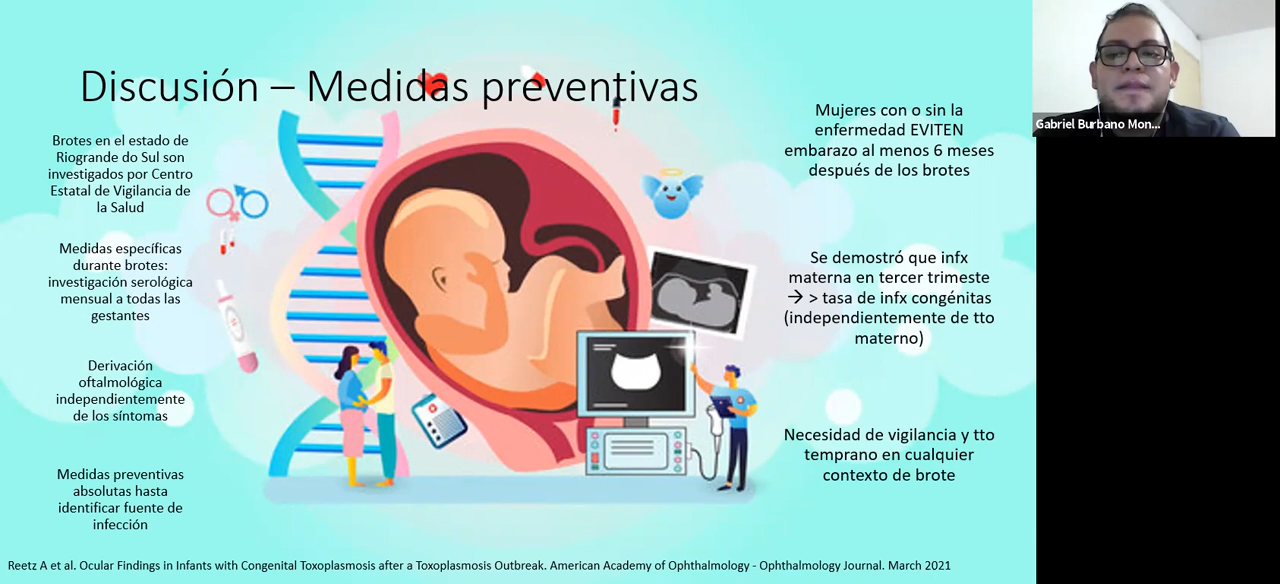 Discusión – Medidas preventivas
Brotes en el estado de
Riogrande do Sul son
investigados por Centro
Estatal de Vigilancia de
la Salud
Medidas específicas
durante brotes:
investigación serológica
mensual a todas las
gestantes
Derivación
oftalmológica
independientemente
de los síntomas
Medidas preventivas
absolutas hasta
identificar fuente de
infección
Mujeres con o sin la
enfermedad EVITEN
embarazo al menos 6 meses
después de los brotes
Se demostró que infx
materna en tercer trimeste
→ > tasa de infx congénitas
(independientemente de tto
materno)
Necesidad de vigilancia y tto
temprano en cualquier
contexto de brote
Reetz A et al. Ocular Findings in Infants with Congenital Toxoplasmosis after a Toxoplasmosis Outbreak. American Academy of Ophthalmology - Ophthalmology Journal. March 2021
Gabriel Burbano Mon...